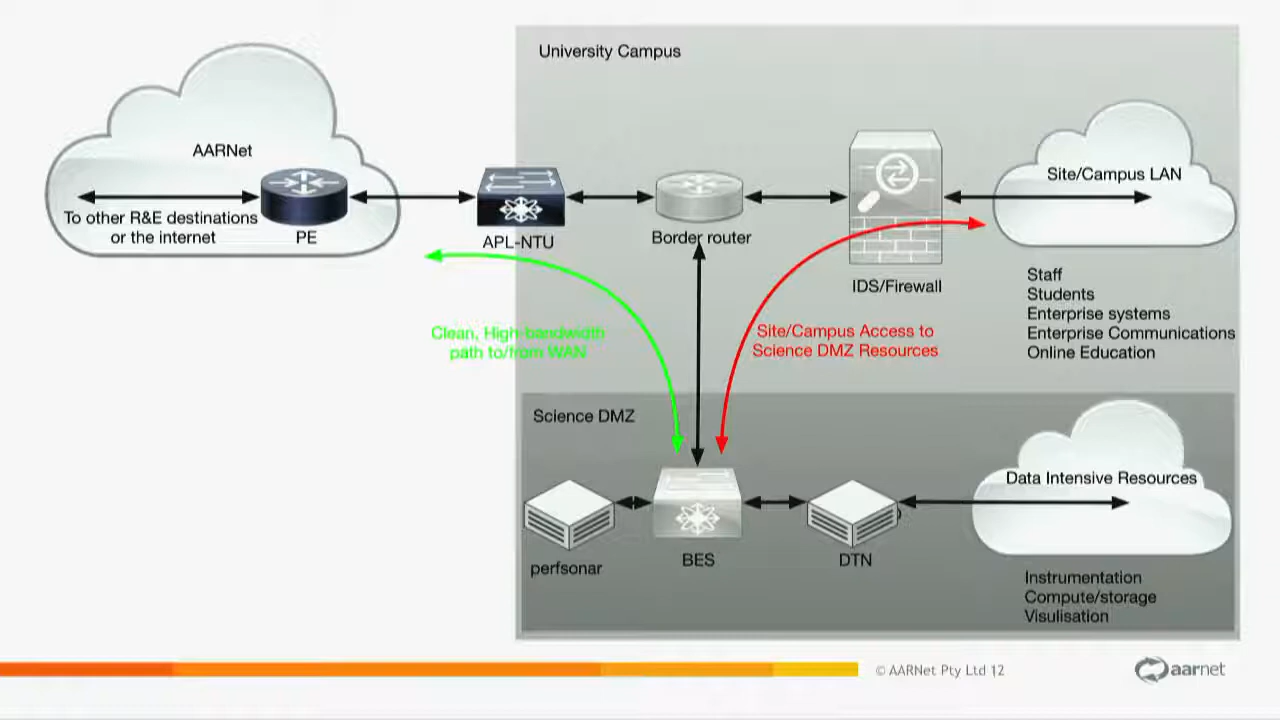 University Campus
AARNet
To other R&E destinations
or the internet
PE
APL-NTU
Border router
IDS/Firewall
Site/Campus LAN
Staff
Students
Enterprise systems
Enterprise Communications
Online Education
Clean, High-bandwidth
path to/from WAN
Site/Campus Access to
Science DMZ Resources
Science DMZ
perfsonar
BES
DTN
Data Intensive Resources
Instrumentation
Compute/storage
Visulisation
© AARNet Pty Ltd 12
aarnet